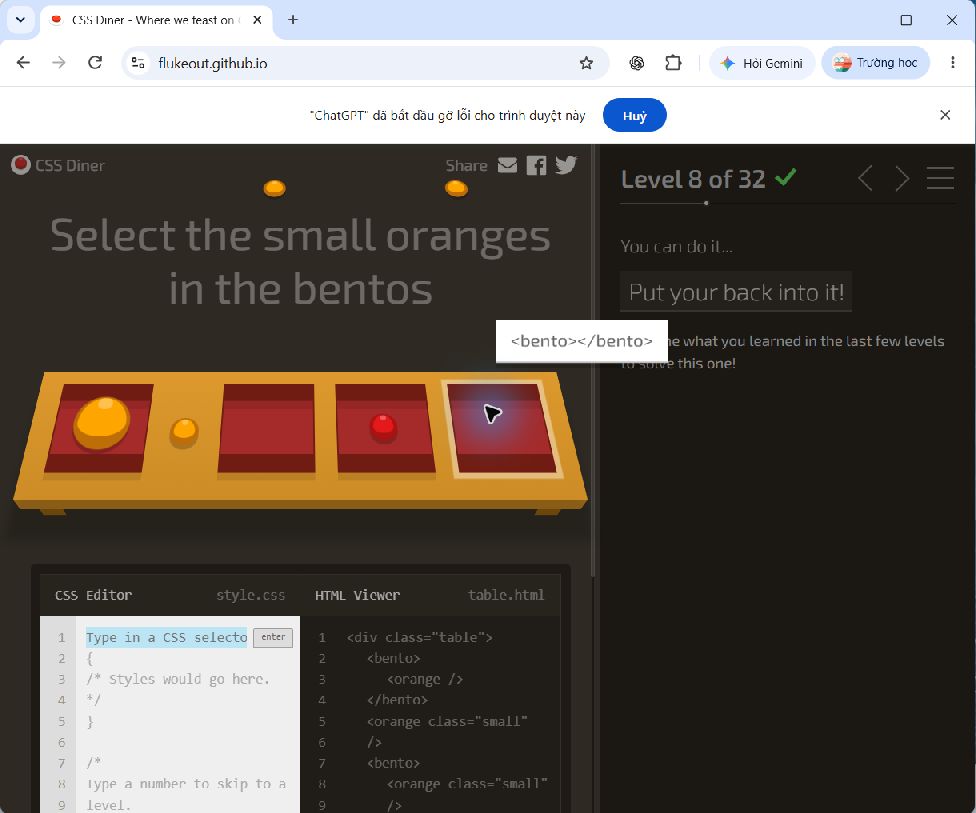 CSS Diner - Where we feast on
flukeout.github.io
Hỏi Gemini
Trường học
"ChatGPT" đã bắt đầu gỡ lỗi cho trình duyệt này
Huỷ
CSS Diner
Share
Select the small oranges
in the bentos
<bento></bento>
CSS Editor
style.css
1
Type in a CSS selecto
enter
2
{
3
/* Styles would go here.
4
*/
5
}
6
7
/*
8
Type a number to skip to a
9
level.
HTML Viewer
table.html
1
<div class="table">
2
<bento>
3
<orange />
4
</bento>
5
<orange class="small"
6
/>
7
<bento>
8
<orange class="small"
9
/>
Level 8 of 32
You can do it...
Put your back into it!
what you learned in the last few levels
to solve this one!